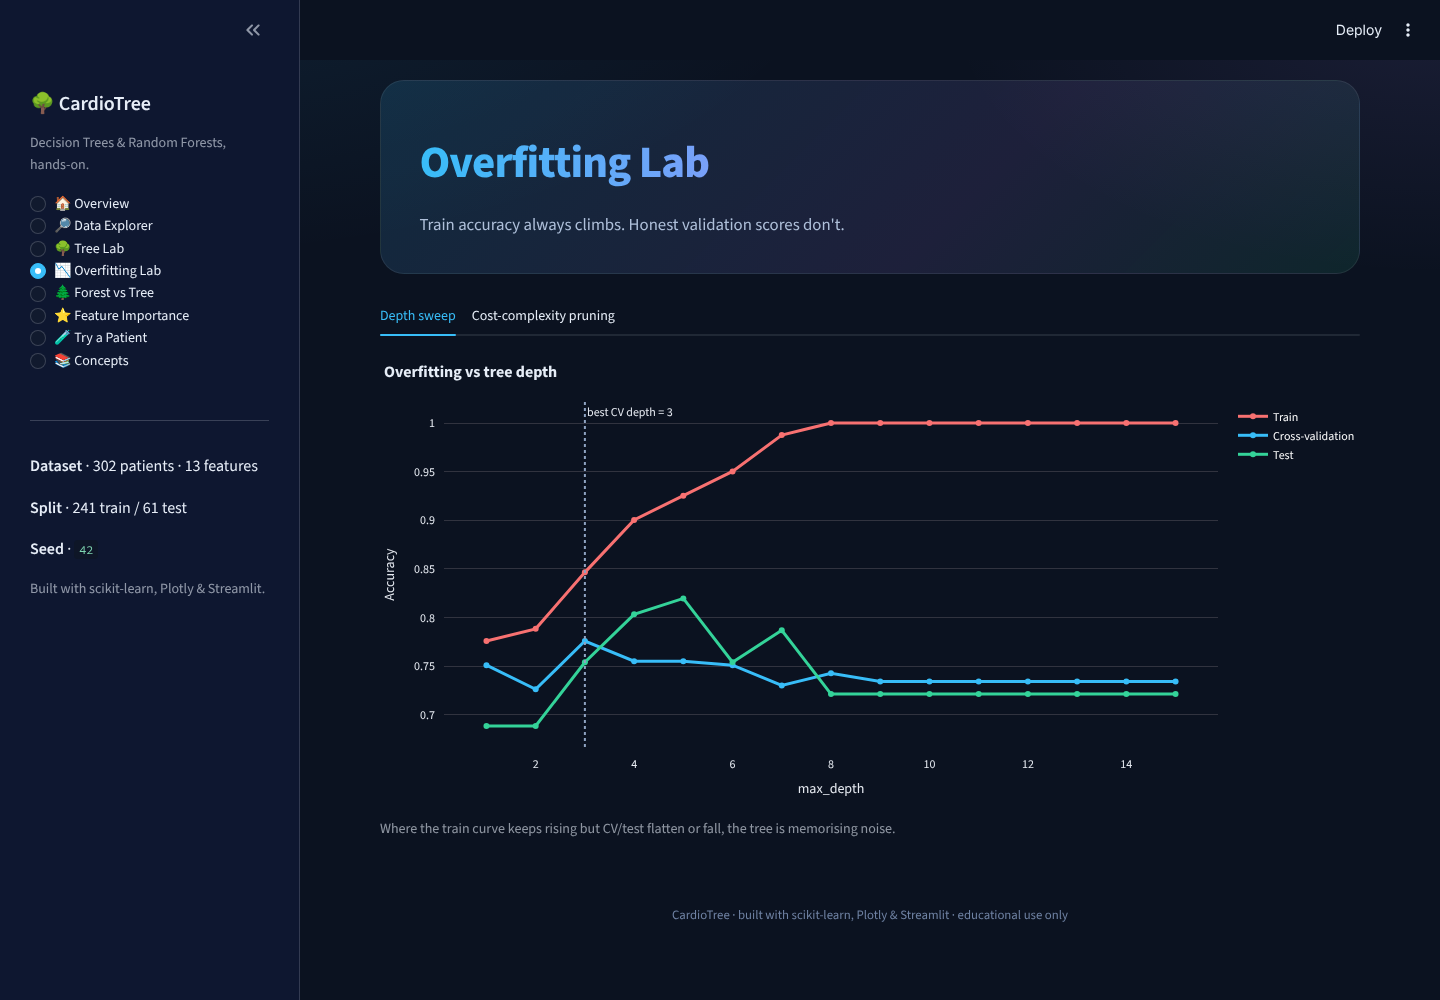 Deploy
🌳 CardioTree
Decision Trees & Random Forests,
hands-on.
🏠 Overview
🔎 Data Explorer
🌳 Tree Lab
📉 Overfitting Lab
🌲 Forest vs Tree
⭐ Feature Importance
🧪 Try a Patient
📚 Concepts
Dataset · 302 patients · 13 features
Split · 241 train / 61 test
Seed · 42
Built with scikit-learn, Plotly & Streamlit.
Overfitting Lab
Train accuracy always climbs. Honest validation scores don't.
Depth sweep
Cost-complexity pruning
Overfitting vs tree depth
best CV depth = 3
1
0.95
0.9
0.85
0.8
0.75
0.7
Accuracy
2
4
6
8
10
12
14
max_depth
Train
Cross-validation
Test
Where the train curve keeps rising but CV/test flatten or fall, the tree is memorising noise.
CardioTree · built with scikit-learn, Plotly & Streamlit · educational use only